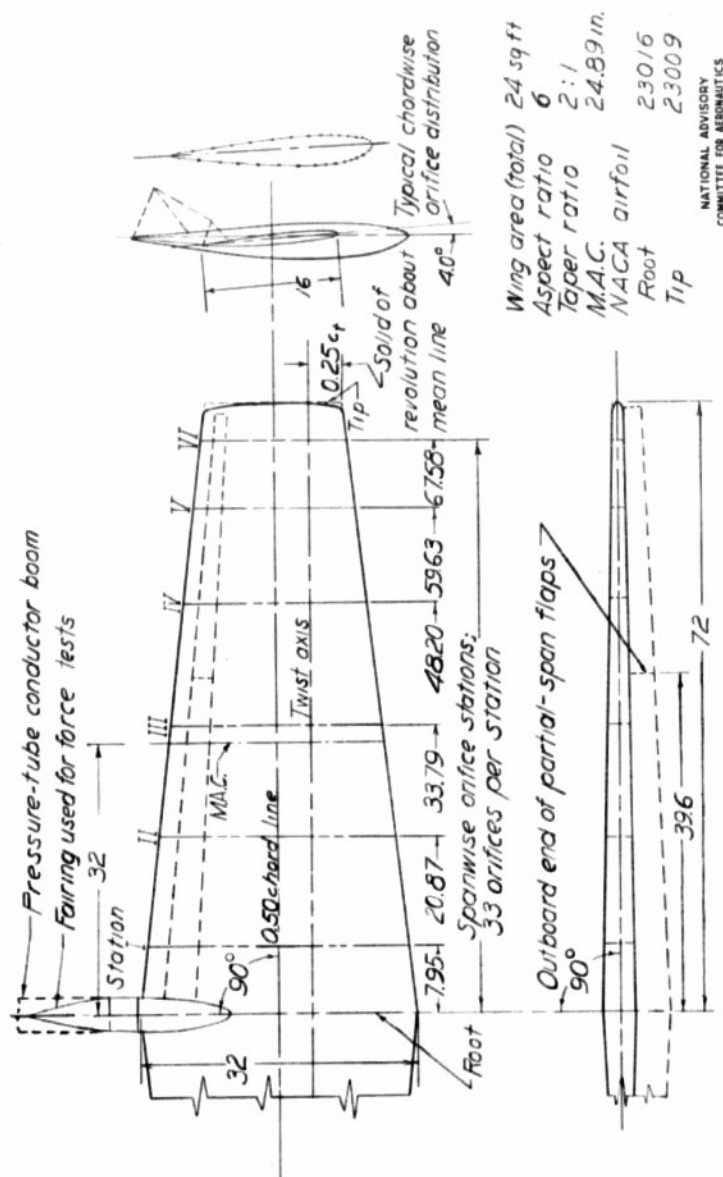 Pressure-tube conductor boom
Fairing used for force tests
32
Station
II
III
IV
V
VI
M.A.C.
90°
0.50 chord line
Twist axis
32
Root
7.95
20.87
33.79
48.20
59.63
67.58
Spanwise orifice stations;
33 orifices per station
Tip
0.25 ct
Solid of
revolution about
mean line
16
4.0°
Typical chordwise
orifice distribution
Outboard end of partial-span flaps
90°
39.6
72
Wing area (total) 24 sq ft
Aspect ratio 6
Taper ratio 2:1
M.A.C. 24.89 in.
NACA airfoil
Root 23016
Tip 23009
NATIONAL ADVISORY
COMMITTEE FOR AERONAUTICS